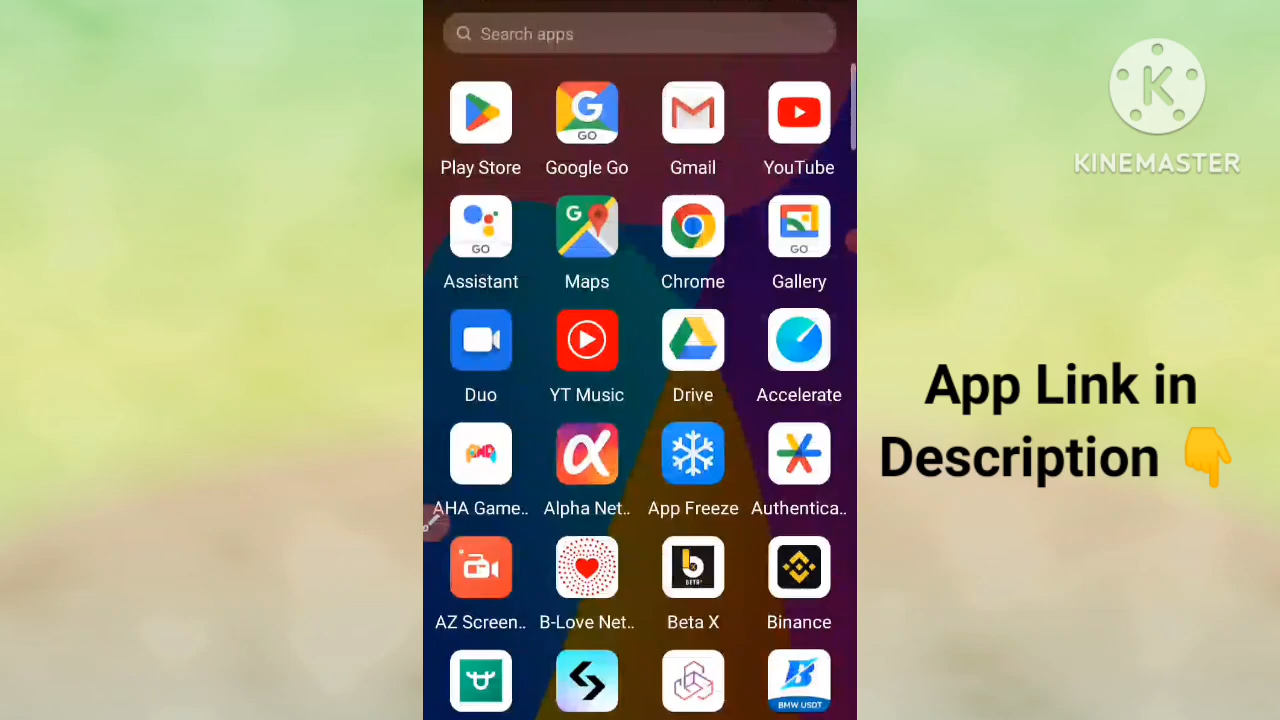 Search apps
K
KINEMASTER
G
GO
Play Store Google Go Gmail YouTube
GO G GO
Assistant Maps Chrome Gallery
Duo YT Music Drive Accelerate
App Link in
Description 👇
AHA Game.. Alpha Net.. App Freeze Authentica..
b
BETA
AZ Screen.. B-Love Net.. Beta X Binance
B
BMW USDT